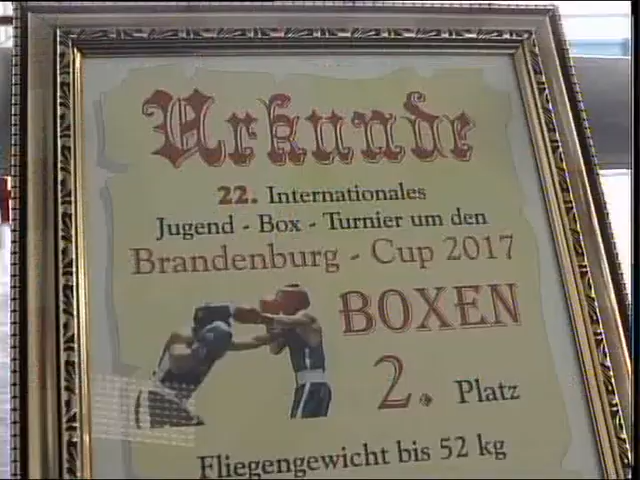 Urkunde
22. Internationales
Jugend - Box - Turnier um den
Brandenburg - Cup 2017
BOXEN
2. Platz
Fliegengewicht bis 52 kg